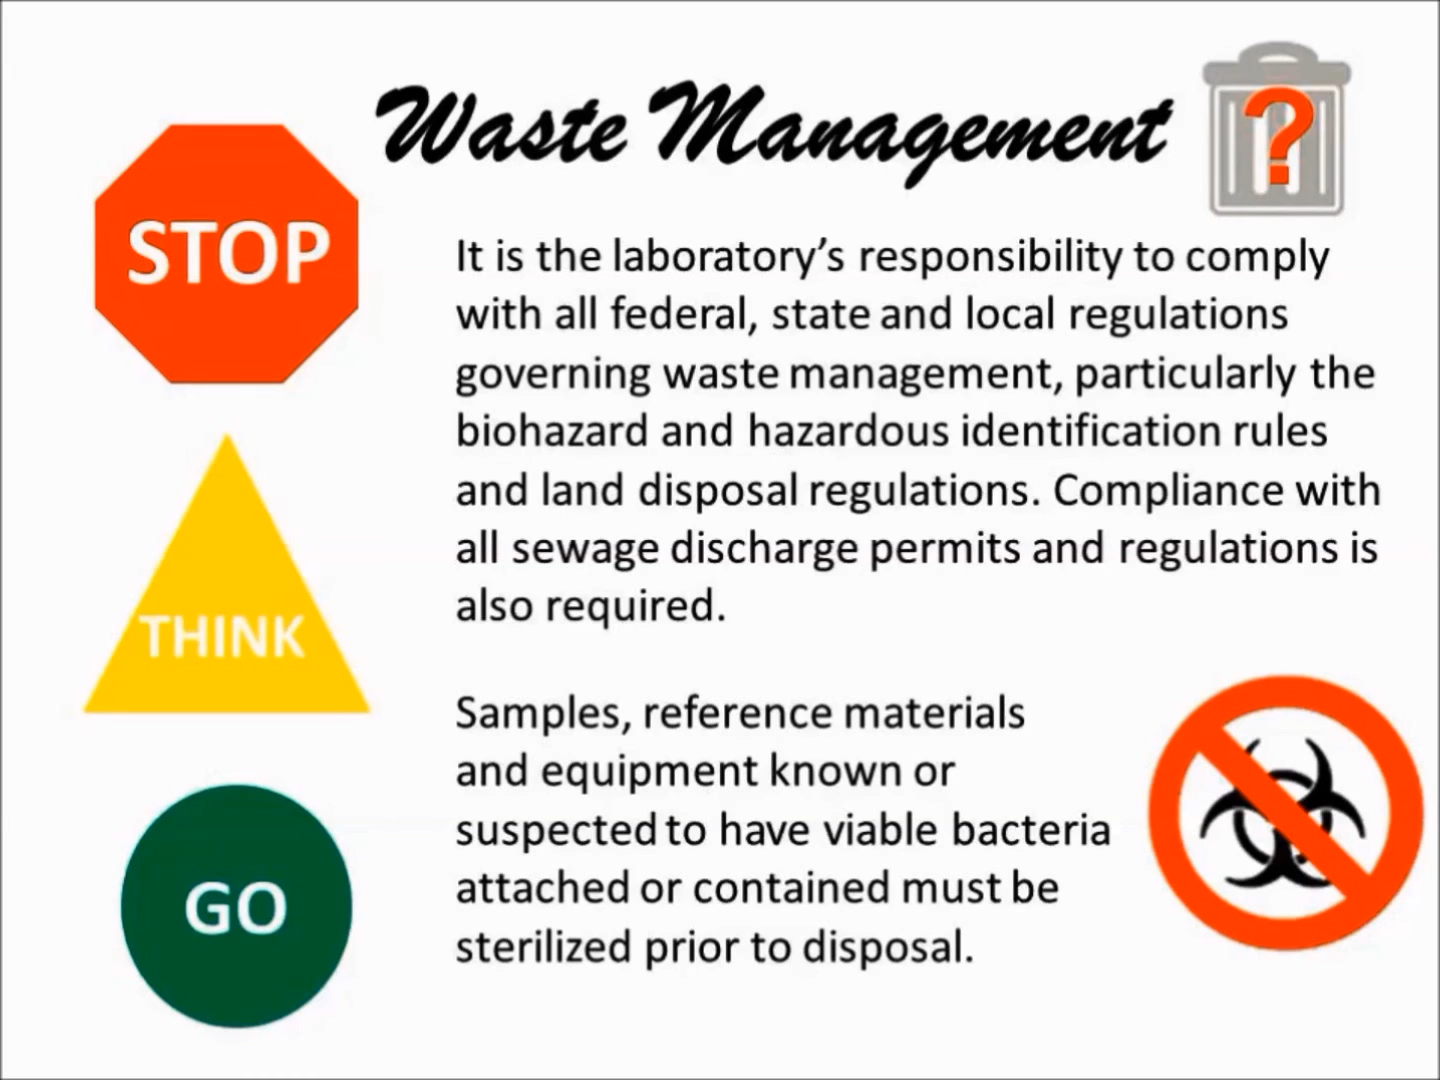 Waste Management
?
STOP
It is the laboratory’s responsibility to comply
with all federal, state and local regulations
governing waste management, particularly the
biohazard and hazardous identification rules
and land disposal regulations. Compliance with
all sewage discharge permits and regulations is
also required.
THINK
Samples, reference materials
and equipment known or
suspected to have viable bacteria
attached or contained must be
sterilized prior to disposal.
GO